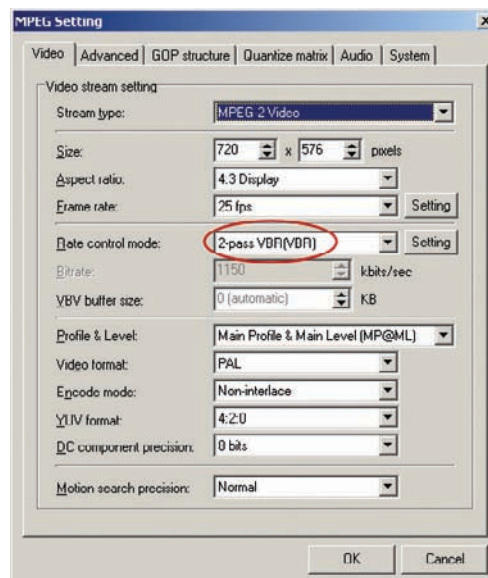 MPEG Setting
Video Advanced GOP structure Quantize matrix Audio System
Video stream setting
Stream type: MPEG 2 Video
Size: 720 x 576 pixels
Aspect ratio: 4:3 Display
Frame rate: 25 fps Setting
Rate control mode: 2-pass VBR(VBR) Setting
Bitrate: 1150 kbits/sec
VBV buffer size: 0 (automatic) KB
Profile & Level: Main Profile & Main Level (MP@ML)
Video format: PAL
Encode mode: Non-interlace
YUV format: 4:2:0
DC component precision: bits
Motion search precision: Normal
OK Cancel